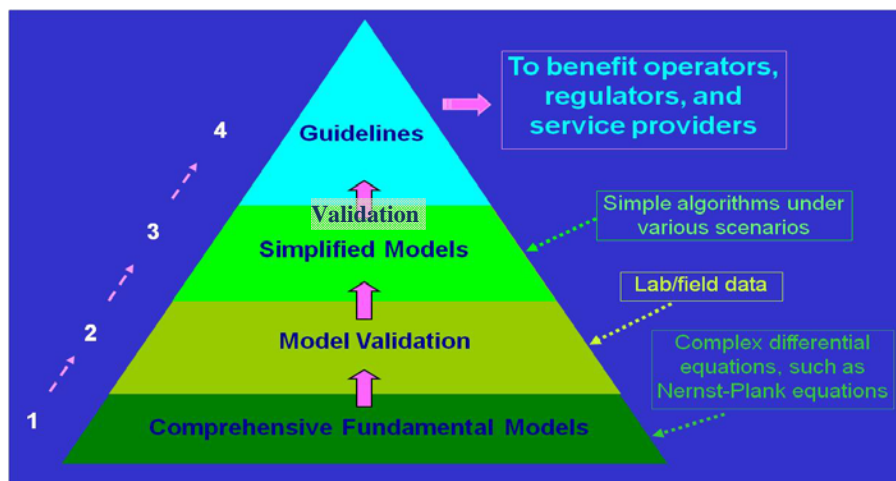 To benefit operators,
regulators, and
service providers
4
Guidelines
Validation
3
Simplified Models
Simple algorithms under
various scenarios
2
Model Validation
Lab/field data
1
Comprehensive Fundamental Models
Complex differential
equations, such as
Nernst-Plank equations